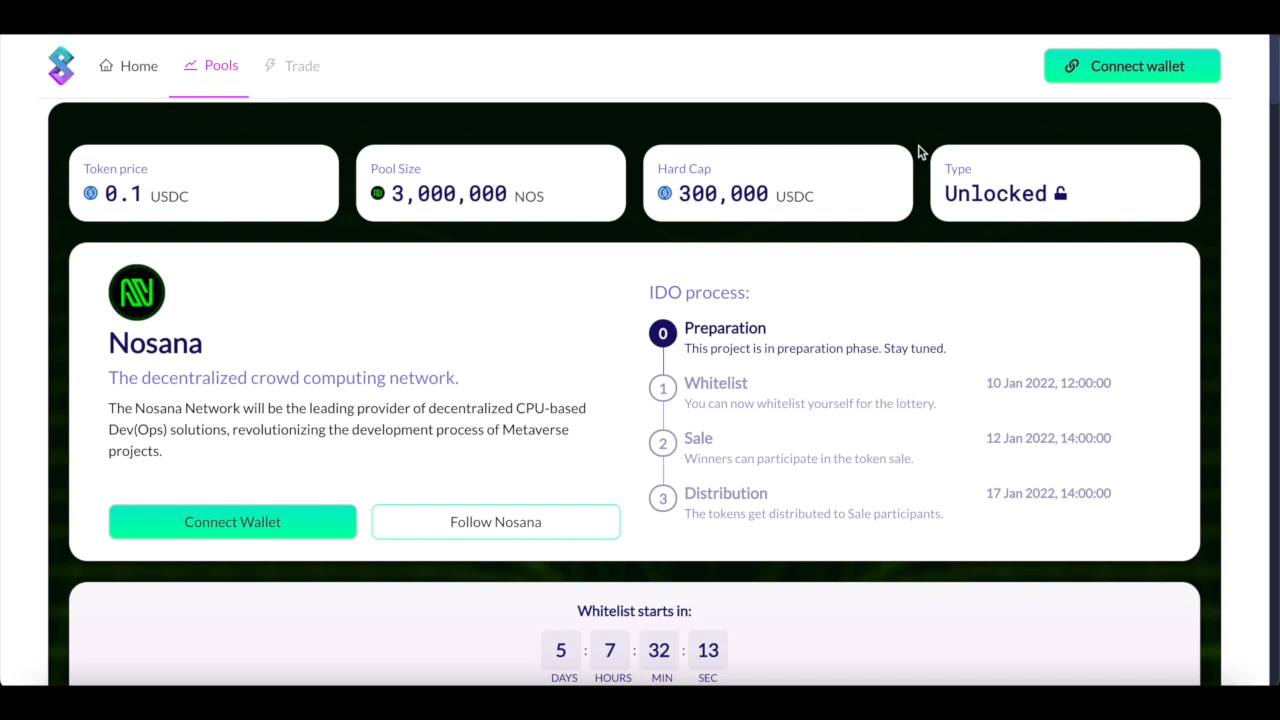 Home
Pools
Trade
Connect wallet
Token price
0.1 USDC
Pool Size
3,000,000 NOS
Hard Cap
300,000 USDC
Type
Unlocked
Nosana
The decentralized crowd computing network.
The Nosana Network will be the leading provider of decentralized CPU-based
Dev(Ops) solutions, revolutionizing the development process of Metaverse
projects.
Connect Wallet
Follow Nosana
IDO process:
0 Preparation
This project is in preparation phase. Stay tuned.
1 Whitelist 10 Jan 2022, 12:00:00
You can now whitelist yourself for the lottery.
2 Sale 12 Jan 2022, 14:00:00
Winners can participate in the token sale.
3 Distribution 17 Jan 2022, 14:00:00
The tokens get distributed to Sale participants.
Whitelist starts in:
5 : 7 : 32 : 13
DAYS HOURS MIN SEC